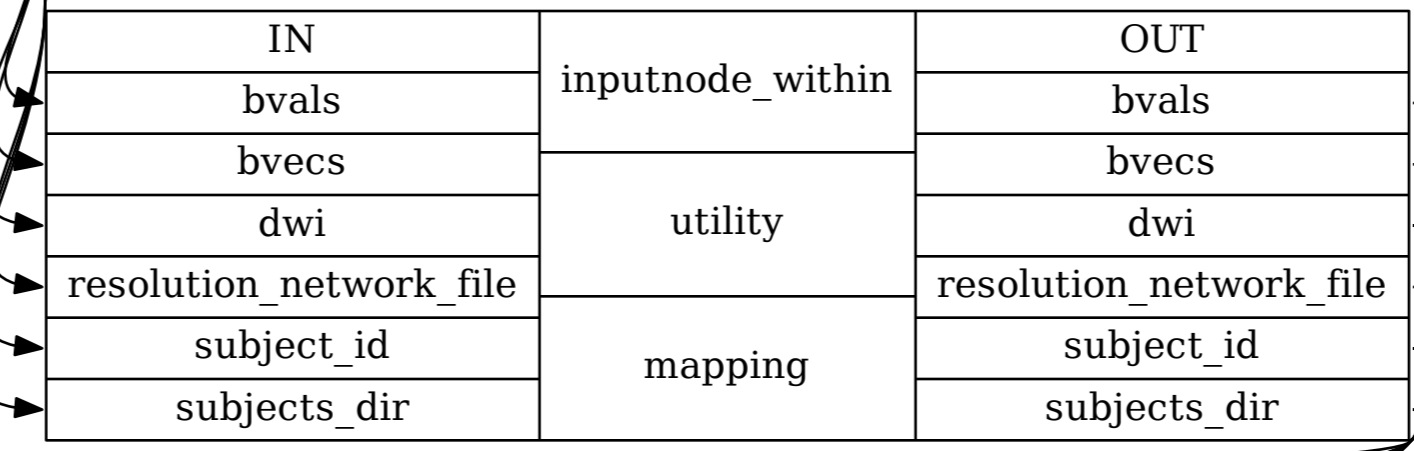 IN
bvals
bvecs
dwi
resolution_network_file
subject_id
subjects_dir
inputnode_within
utility
mapping
OUT
bvals
bvecs
dwi
resolution_network_file
subject_id
subjects_dir